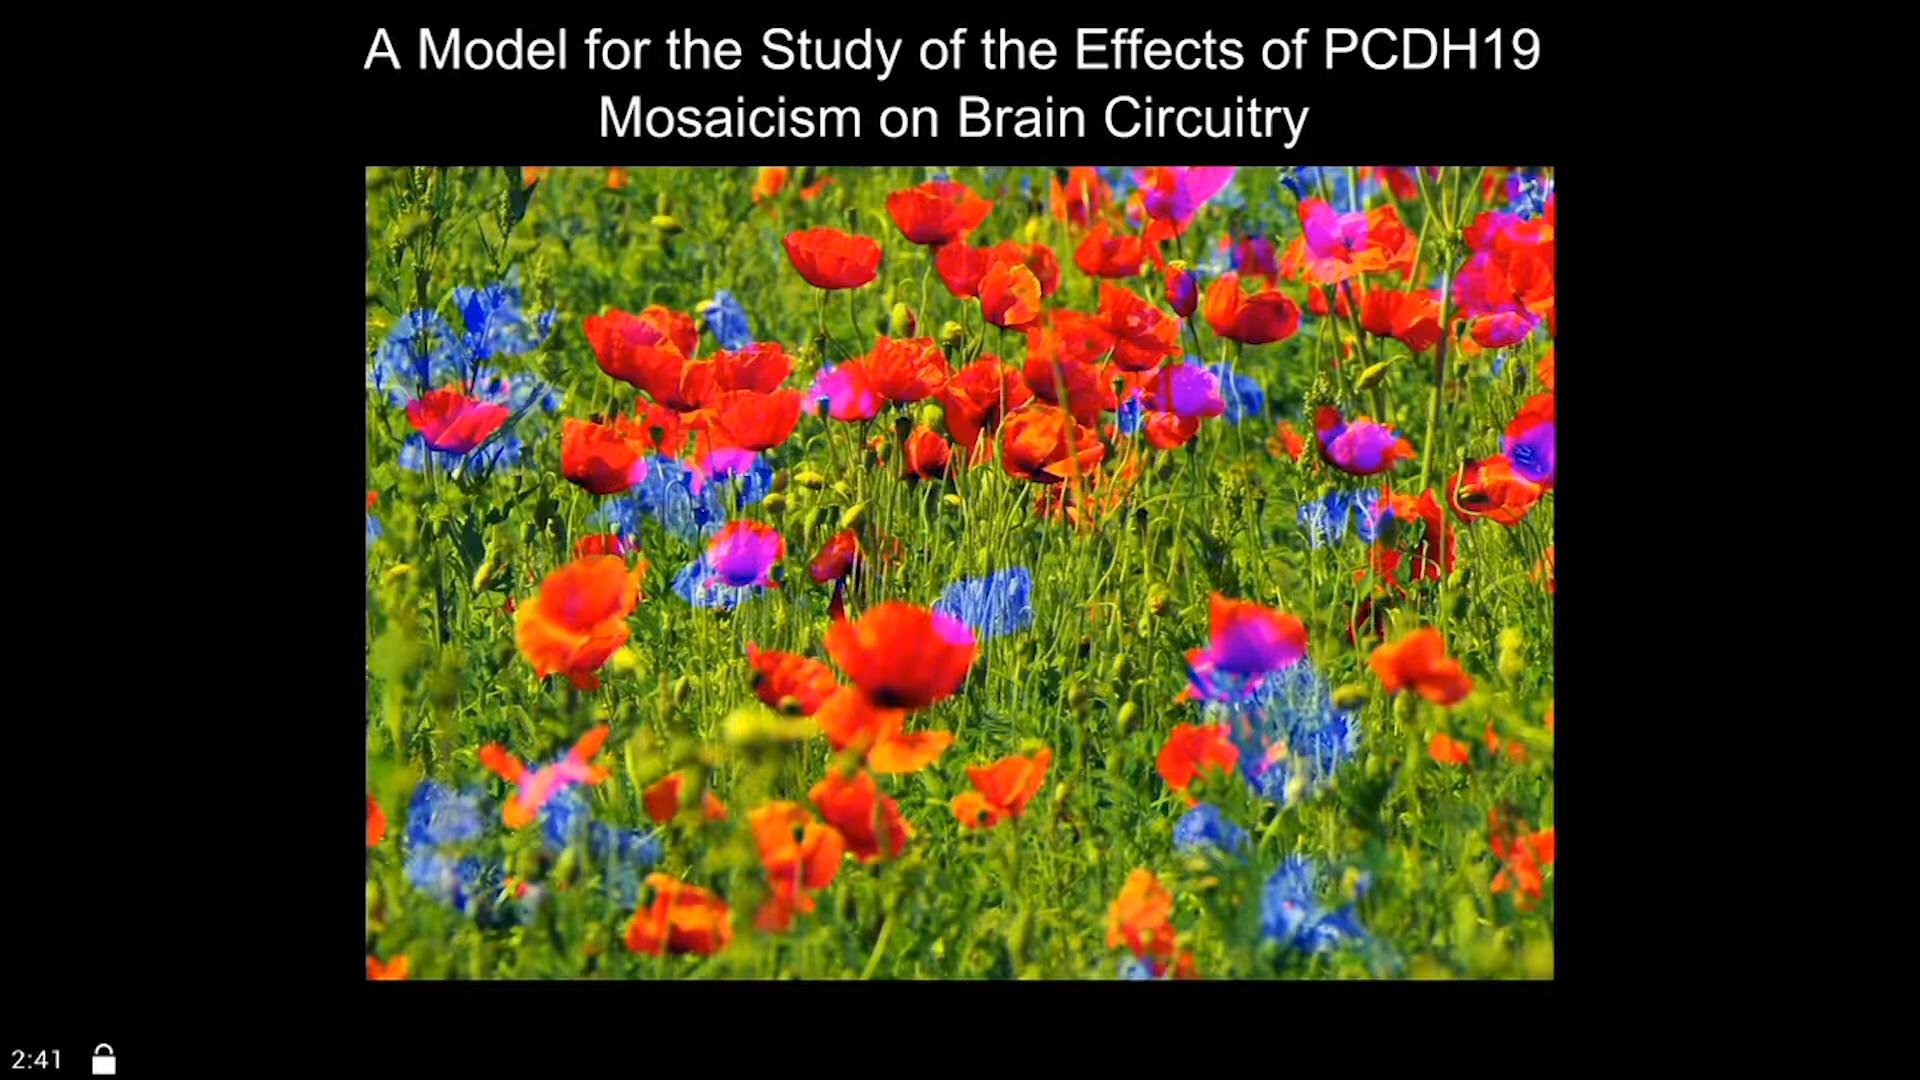 A Model for the Study of the Effects of PCDH19
Mosaicism on Brain Circuitry
2:41